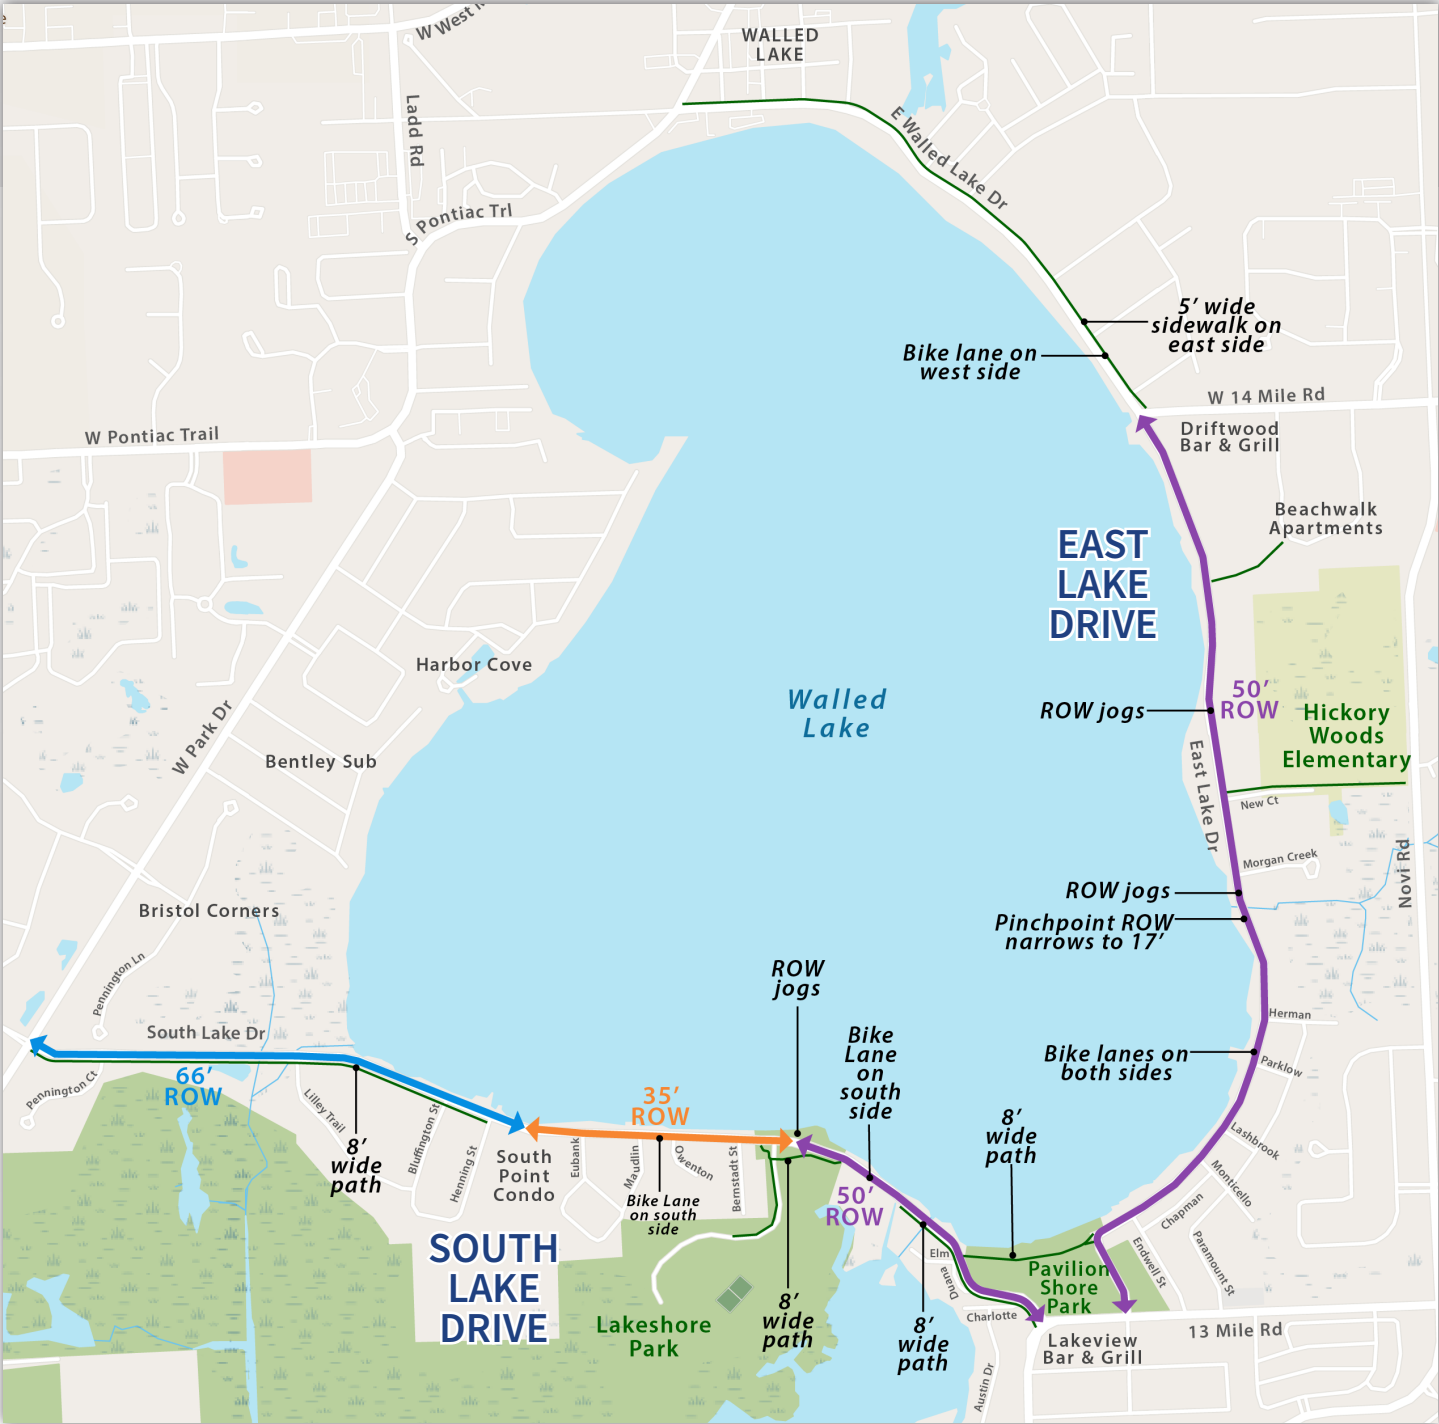 W West M
WALLED
LAKE
Ladd Rd
E Walled Lake Dr
S Pontiac Trl
5’ wide
sidewalk on
east side
Bike lane on
west side
W 14 Mile Rd
Driftwood
Bar & Grill
W Pontiac Trail
Beachwalk
Apartments
EAST
LAKE
DRIVE
Harbor Cove
Walled
Lake
50’
ROW
ROW jogs
Hickory
Woods
Elementary
W Park Dr
Bentley Sub
East Lake Dr
New Ct
Morgan Creek
Novi Rd
ROW jogs
Pinchpoint ROW
narrows to 17’
Bristol Corners
Pennington Ln
ROW
jogs
Herman
South Lake Dr
Bike
Lane
on
south
side
Bike lanes on
both sides
Parklow
66’
ROW
Pennington Ct
35’
ROW
Lilley Trail
8’
wide
path
Bluffington St
Henning St
South
Point
Condo
Eubank
Maudlin
Owenton
Bernstadt St
Bike Lane
on south
side
8’
wide
path
Lashbrook
Monticello
Chapman
Paramount St
Endwell St
50’
ROW
SOUTH
LAKE
DRIVE
Elm
Duana
Pavilion
Shore
Park
Lakeshore
Park
8’
wide
path
8’
wide
path
Charlotte
Austin Dr
13 Mile Rd
Lakeview
Bar & Grill